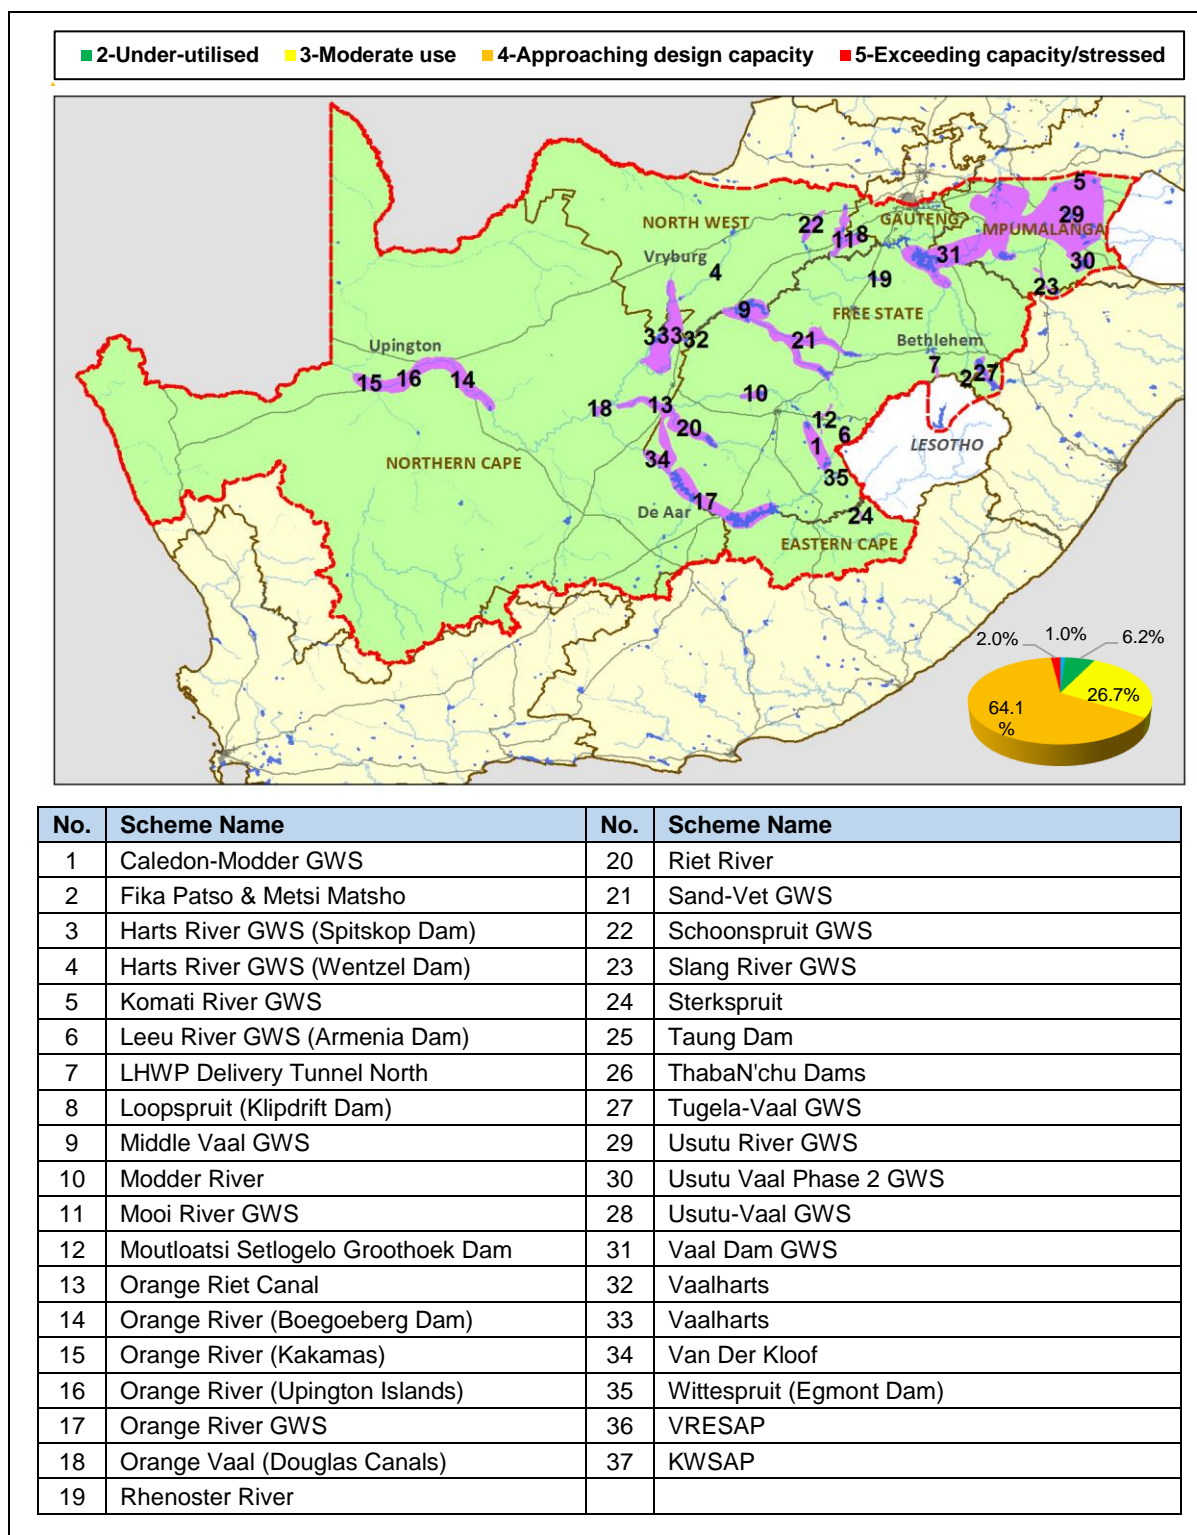 2-Under-utilised 3-Moderate use 4-Approaching design capacity 5-Exceeding capacity/stressed
5
NORTH WEST
22
11
8
GAUTENG
29
MPUMALANGA
Vryburg
4
31
30
19
23
9
FREE STATE
3
33
32
21
Bethlehem
Upington
7
2
27
15
16
14
10
18
13
12
20
6
1
LESOTHO
34
NORTHERN CAPE
35
17
De Aar
24
EASTERN CAPE
2.0%
1.0%
6.2%
26.7%
64.1
%
No. Scheme Name No. Scheme Name
1 Caledon-Modder GWS 20 Riet River
2 Fika Patso & Metsi Matsho 21 Sand-Vet GWS
3 Harts River GWS (Spitskop Dam) 22 Schoonspruit GWS
4 Harts River GWS (Wentzel Dam) 23 Slang River GWS
5 Komati River GWS 24 Sterkspruit
6 Leeu River GWS (Armenia Dam) 25 Taung Dam
7 LHWP Delivery Tunnel North 26 ThabaN'chu Dams
8 Loopspruit (Klipdrift Dam) 27 Tugela-Vaal GWS
9 Middle Vaal GWS 29 Usutu River GWS
10 Modder River 30 Usutu Vaal Phase 2 GWS
11 Mooi River GWS 28 Usutu-Vaal GWS
12 Moutloatsi Setlogelo Groothoek Dam 31 Vaal Dam GWS
13 Orange Riet Canal 32 Vaalharts
14 Orange River (Boegoeberg Dam) 33 Vaalharts
15 Orange River (Kakamas) 34 Van Der Kloof
16 Orange River (Upington Islands) 35 Wittespruit (Egmont Dam)
17 Orange River GWS 36 VRESAP
18 Orange Vaal (Douglas Canals) 37 KWSAP
19 Rhenoster River